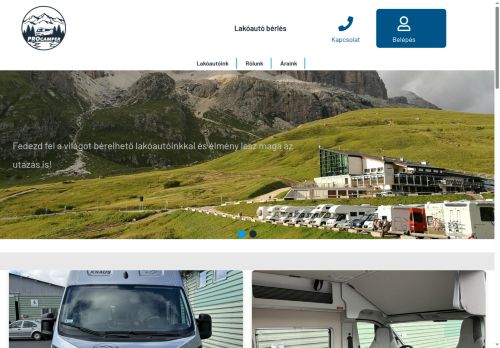 PROCAMPER
Lakóautó bérlés
Kapcsolat
Belépés
Lakóautóink
Rólunk
Áraink
Fedezd fel a világot bérelhető lakóautóinkkal és élmény lesz maga az
utazás is!
KNAUS